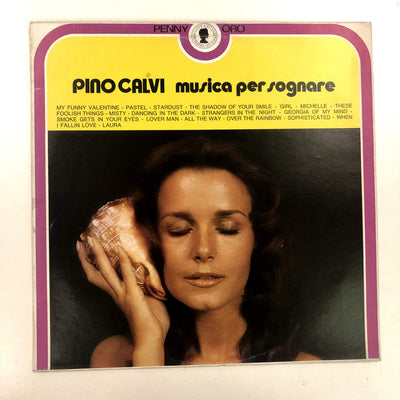 PENNY ORO
PINO CALVI musica per sognare
MY FUNNY VALENTINE - PASTEL - STARDUST - THE SHADOW OF YOUR SMILE - GIRL - MICHELLE - THESE
FOOLISH THINGS - MISTY - DANCING IN THE DARK - STRANGERS IN THE NIGHT - GEORGIA OF MY MIND -
SMOKE GETS IN YOUR EYES - LOVER MAN - ALL THE WAY - OVER THE RAINBOW - SOPHISTICATED - WHEN
I FALLIN LOVE - LAURA